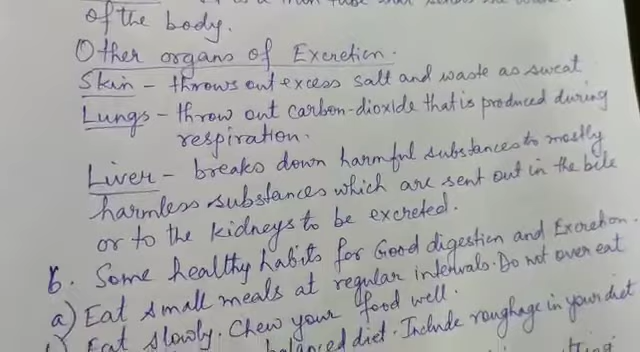 of the body.
Other organs of Excretion.
Skin – throws out excess salt and waste as sweat
Lungs – throw out carbon-dioxide that is produced during
respiration.
Liver – breaks down harmful substances to mostly
harmless substances which are sent out in the bile
or to the kidneys to be excreted.
6. Some healthy habits for Good digestion and Excretion.
a) Eat small meals at regular intervals. Do not over eat
Eat slowly. Chew your food well.
balanced diet. Include roughage in your diet